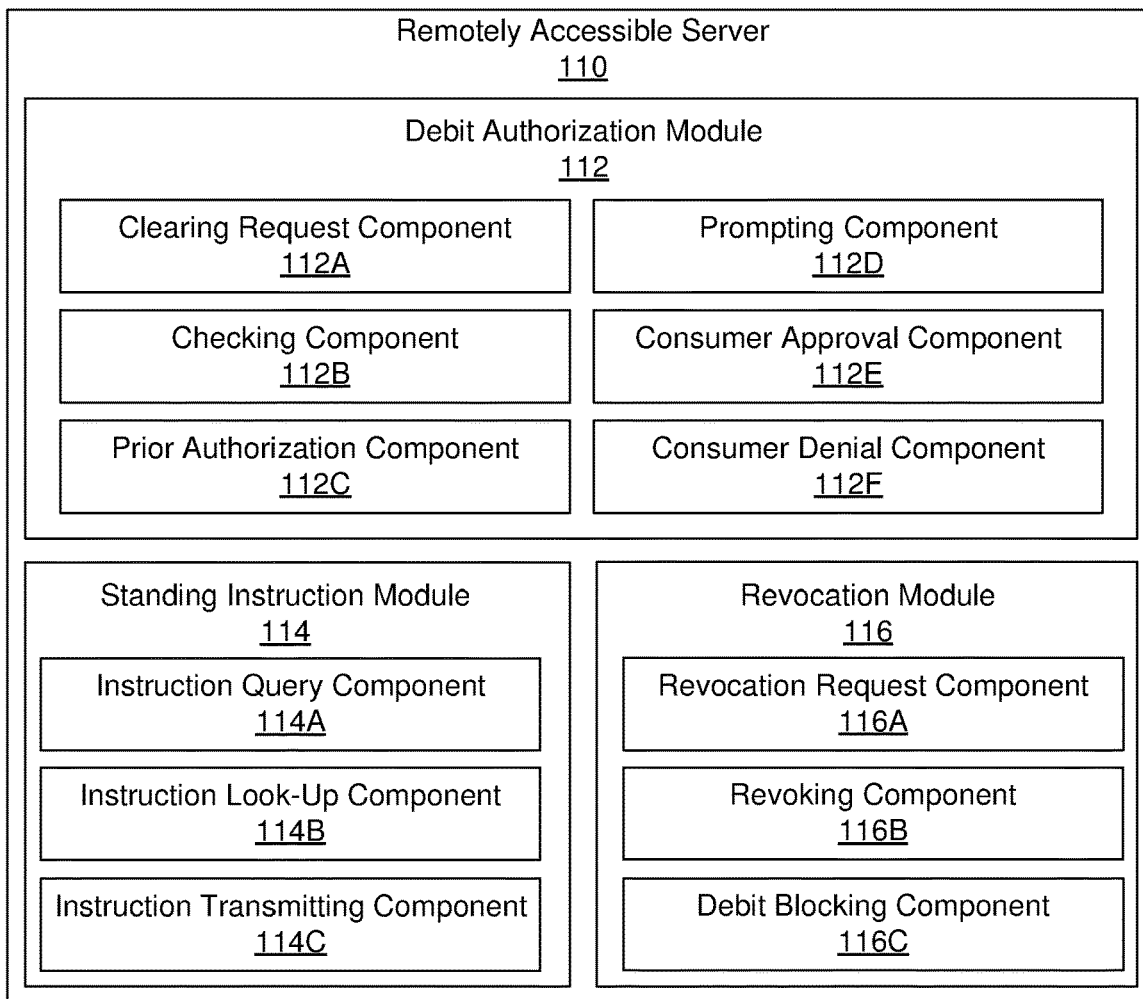 Remotely Accessible Server
110
Debit Authorization Module
112
Clearing Request Component
112A
Checking Component
112B
Prior Authorization Component
112C
Prompting Component
112D
Consumer Approval Component
112E
Consumer Denial Component
112F
Standing Instruction Module
114
Instruction Query Component
114A
Instruction Look-Up Component
114B
Instruction Transmitting Component
114C
Revocation Module
116
Revocation Request Component
116A
Revoking Component
116B
Debit Blocking Component
116C